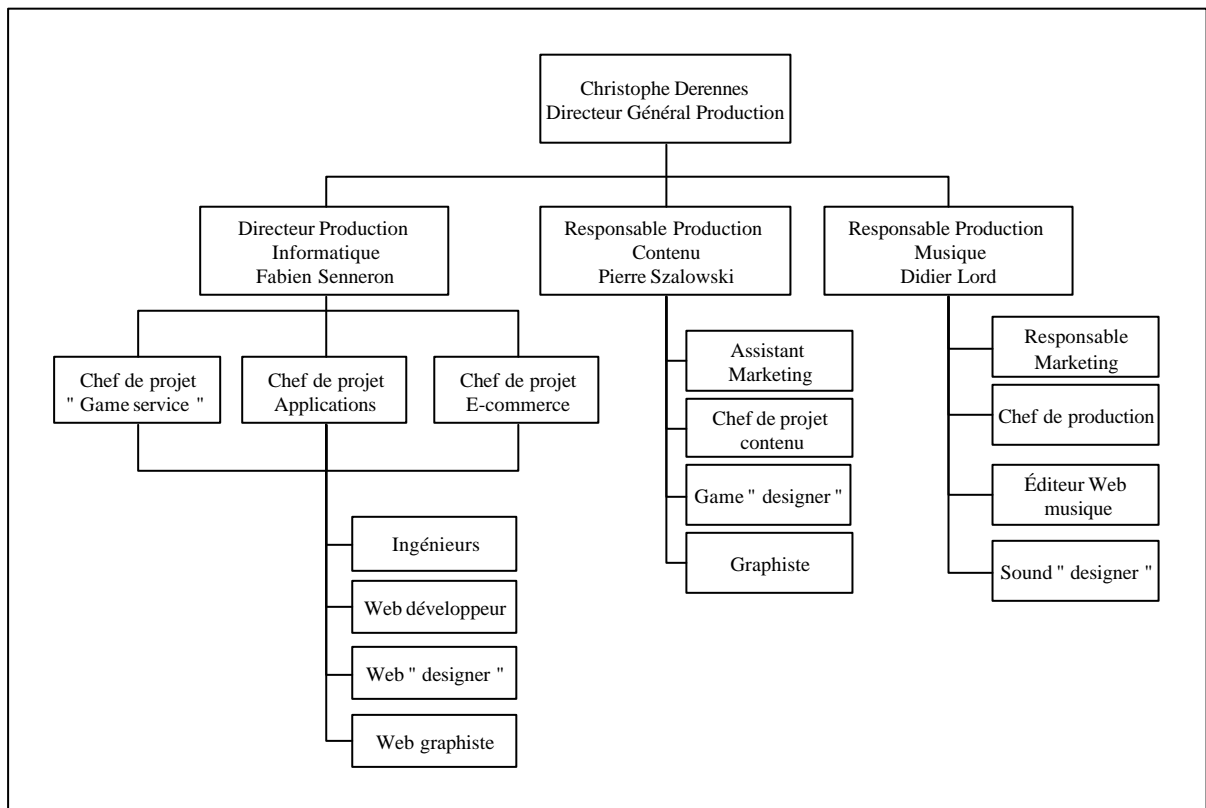 Christophe Derennes
Directeur Général Production
Directeur Production
Informatique
Fabien Senneron
Responsable Production
Contenu
Pierre Szalowski
Responsable Production
Musique
Didier Lord
Chef de projet
" Game service "
Chef de projet
Applications
Chef de projet
E-commerce
Ingénieurs
Web développeur
Web " designer "
Web graphiste
Assistant
Marketing
Chef de projet
contenu
Game " designer "
Graphiste
Responsable
Marketing
Chef de production
Éditeur Web
musique
Sound " designer "